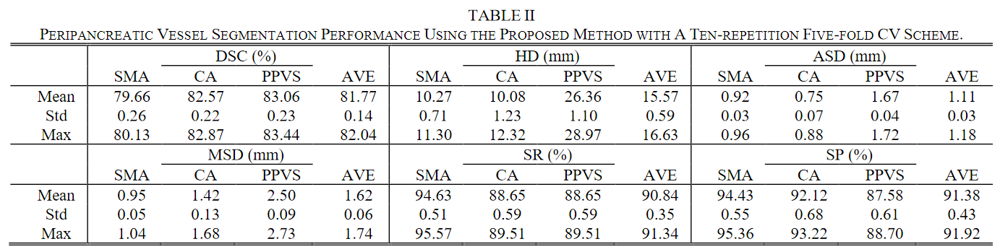 TABLE II
PERIPANCREATIC VESSEL SEGMENTATION PERFORMANCE USING THE PROPOSED METHOD WITH A TEN-REPETITION FIVE-FOLD CV SCHEME.
DSC (%) HD (mm) ASD (mm)
SMA CA PPVS AVE SMA CA PPVS AVE SMA CA PPVS AVE
Mean 79.66 82.57 83.06 81.77 10.27 10.08 26.36 15.57 0.92 0.75 1.67 1.11
Std 0.26 0.22 0.23 0.14 0.71 1.23 1.10 0.59 0.03 0.07 0.04 0.03
Max 80.13 82.87 83.44 82.04 11.30 12.32 28.97 16.63 0.96 0.88 1.72 1.18
MSD (mm) SR (%) SP (%)
SMA CA PPVS AVE SMA CA PPVS AVE SMA CA PPVS AVE
Mean 0.95 1.42 2.50 1.62 94.63 88.65 88.65 90.84 94.43 92.12 87.58 91.38
Std 0.05 0.13 0.09 0.06 0.51 0.59 0.59 0.35 0.55 0.68 0.61 0.43
Max 1.04 1.68 2.73 1.74 95.57 89.51 89.51 91.34 95.36 93.22 88.70 91.92